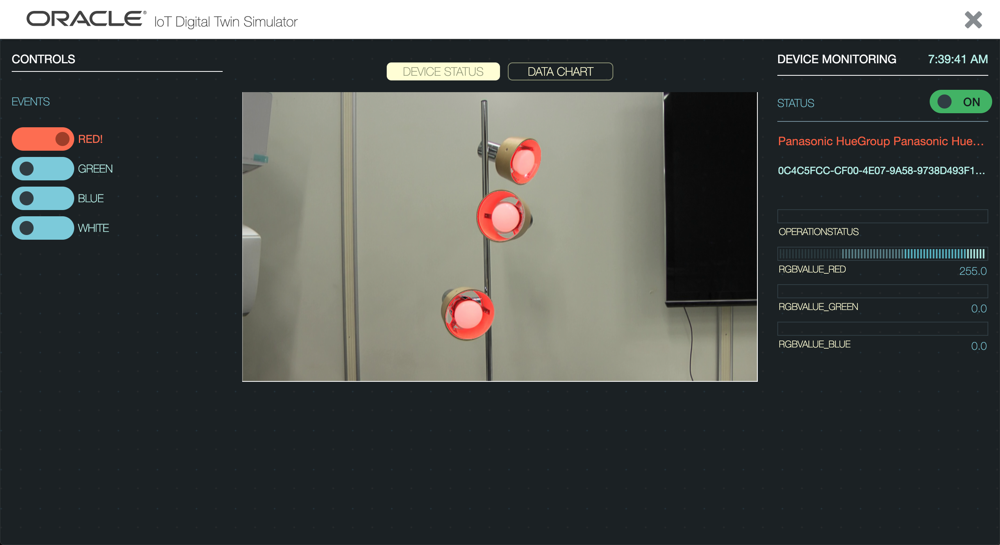 ORACLE® IoT Digital Twin Simulator
CONTROLS
EVENTS
RED!
GREEN
BLUE
WHITE
DEVICE STATUS
DATA CHART
DEVICE MONITORING 7:39:41 AM
STATUS ON
Panasonic HueGroup Panasonic Hue...
0C4C5FCC-CF00-4E07-9A58-9738D493F1...
OPERATIONSTATUS
RGBVALUE_RED 255.0
RGBVALUE_GREEN 0.0
RGBVALUE_BLUE 0.0